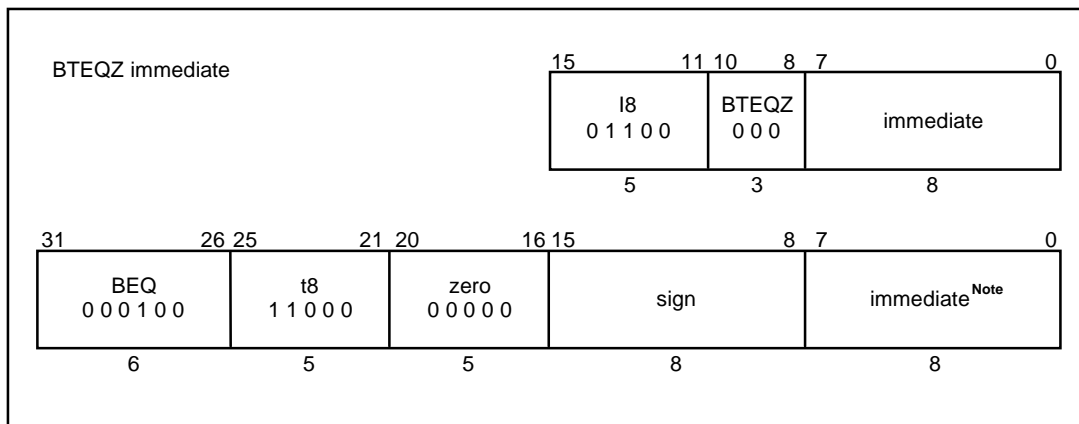 BTEQZ immediate
15 11 10 8 7 0
I8 BTEQZ immediate
0 1 1 0 0 0 0 0
5 3 8
31 26 25 21 20 16 15 8 7 0
BEQ t8 zero sign immediate Note
0 0 0 1 0 0 1 1 0 0 0 0 0 0 0 0
6 5 5 8 8